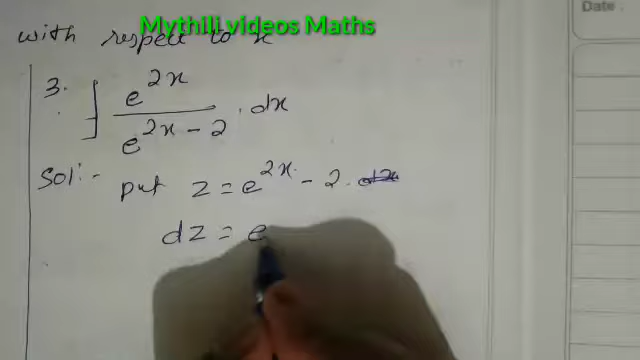 Mythili videos Maths
with respect to x
Date :
3. ∫ e^{2x} / e^{2x} - 2 . dx
Sol:- put z = e^{2x} - 2.
dz = e